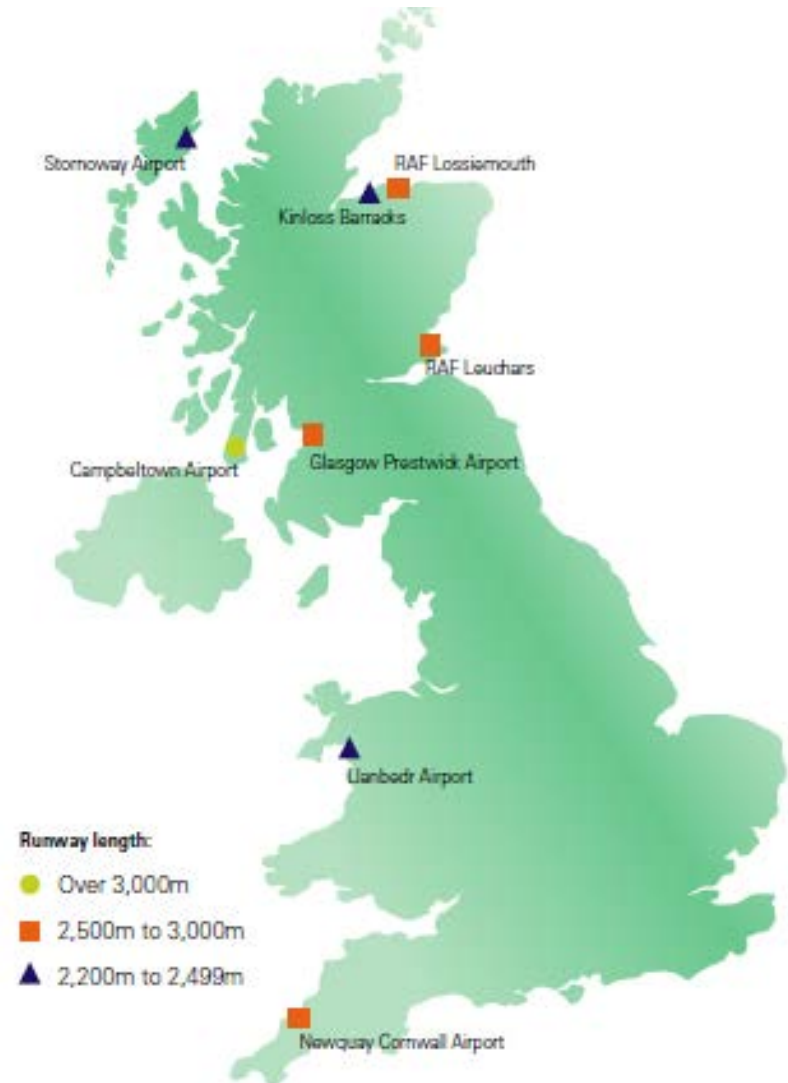 Stornoway Airport
RAF Lossiemouth
Kinloss Barracks
RAF Leuchars
Campbeltown Airport
Glasgow Prestwick Airport
Llanbedr Airport
Runway length:
Over 3,000m
2,500m to 3,000m
2,200m to 2,499m
Newquay Cornwall Airport